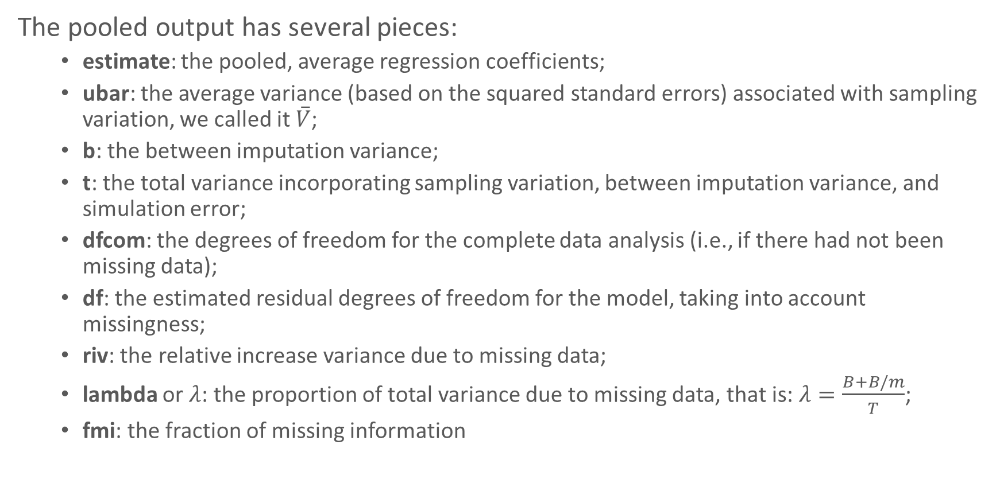 The pooled output has several pieces:
• estimate: the pooled, average regression coefficients;
• ubar: the average variance (based on the squared standard errors) associated with sampling
variation, we called it V̄;
• b: the between imputation variance;
• t: the total variance incorporating sampling variation, between imputation variance, and
simulation error;
• dfcom: the degrees of freedom for the complete data analysis (i.e., if there had not been
missing data);
• df: the estimated residual degrees of freedom for the model, taking into account
missingness;
• riv: the relative increase variance due to missing data;
• lambda or λ: the proportion of total variance due to missing data, that is: λ = (B+B/m)/T;
• fmi: the fraction of missing information